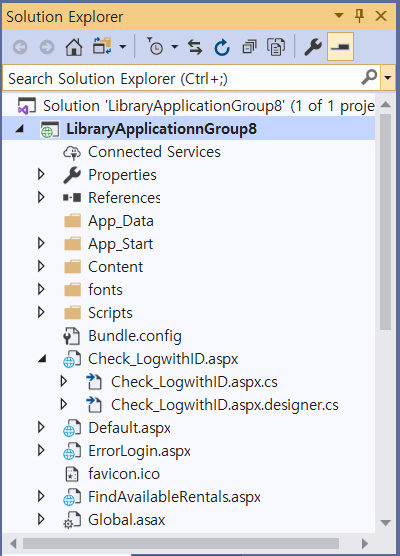 Solution Explorer
Search Solution Explorer (Ctrl+;)
Solution 'LibraryApplicationGroup8' (1 of 1 proje
LibraryApplicationnGroup8
Connected Services
Properties
References
App_Data
App_Start
Content
fonts
Scripts
Bundle.config
Check_LogwithID.aspx
Check_LogwithID.aspx.cs
Check_LogwithID.aspx.designer.cs
Default.aspx
ErrorLogin.aspx
favicon.ico
FindAvailableRentals.aspx
Global.asax